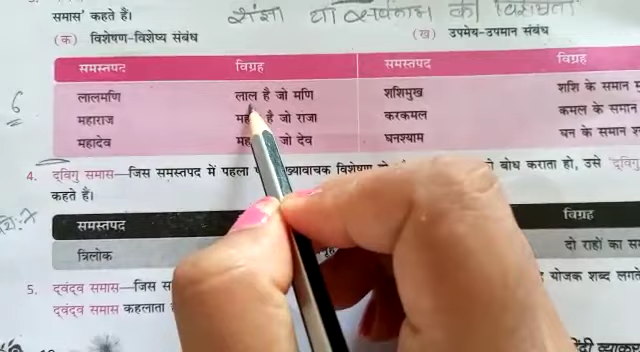 समास' कहते हैं।
संज्ञा या सर्वनाम की विशेषता
(क) विशेषण-विशेष्य संबंध (ख) उपमेय-उपमान संबंध
समस्तपद विग्रह समस्तपद विग्रह
लालमणि लाल है जो मणि शशिमुख शशि के समान
6
महाराज है जो राजा करकमल कमल के समान
महादेव जो देव घनश्याम घन के समान
4. द्विगु समास—जिस समस्तपद में पहला बोध कराता हो, उसे 'द्विगु
कहते हैं।
समस्तपद विग्रह
त्रिलोक दो राहों का
5. द्वंद्व समास—जिस योजक शब्द लगते
द्वंद्व समास कहलाता